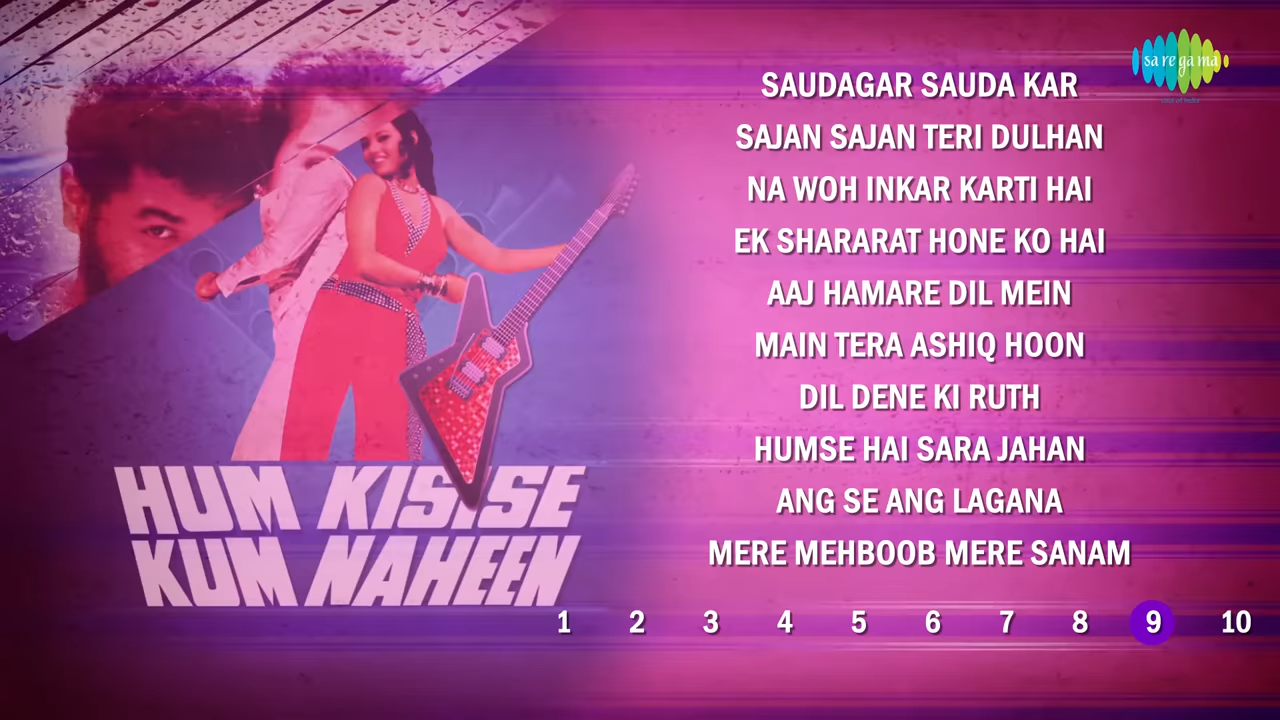 sa re ga ma
SAUDAGAR SAUDA KAR
SAJAN SAJAN TERI DULHAN
NA WOH INKAR KARTI HAI
EK SHARARAT HONE KO HAI
AAJ HAMARE DIL MEIN
MAIN TERA ASHIQ HOON
DIL DENE KI RUTH
HUMSE HAI SARA JAHAN
ANG SE ANG LAGANA
MERE MEHBOOB MERE SANAM
HUM KISISE
KUM NAHEEN
1 2 3 4 5 6 7 8 9 10